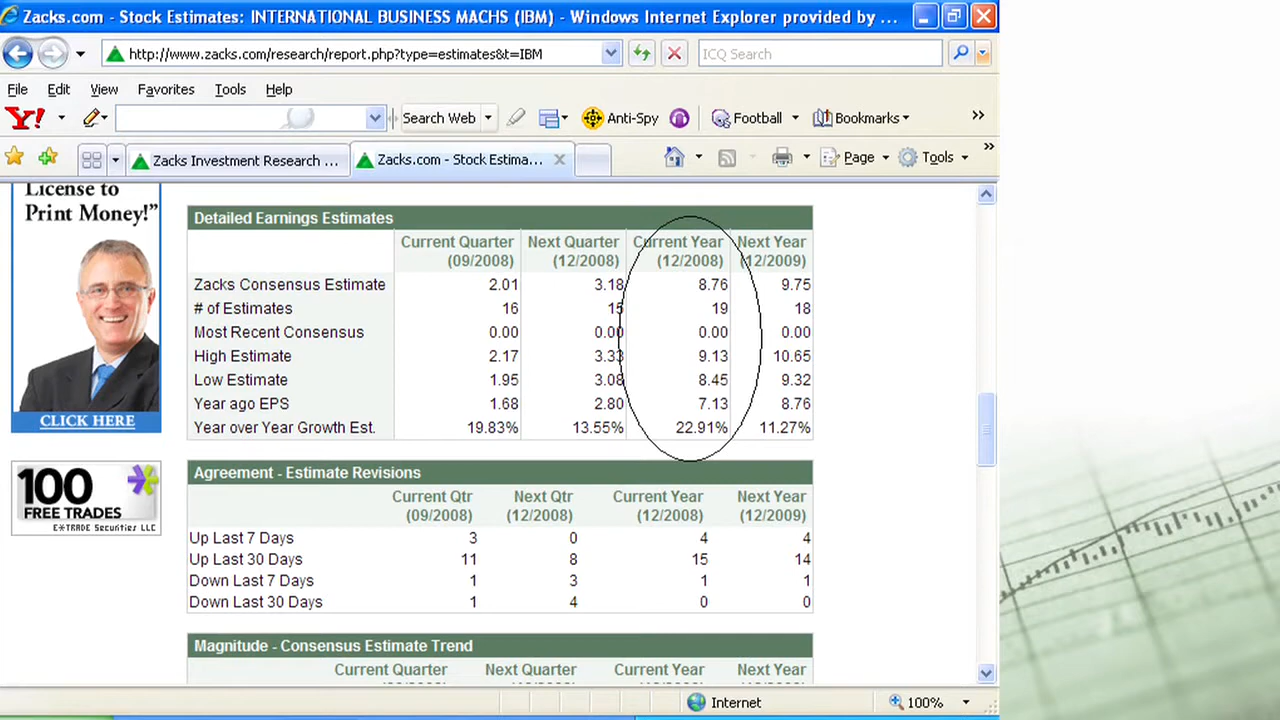 Zacks.com - Stock Estimates: INTERNATIONAL BUSINESS MACHS (IBM) - Windows Internet Explorer provided by ...
http://www.zacks.com/research/report.php?type=estimates&t=IBM
ICQ Search
File Edit View Favorites Tools Help
Y! Search Web Anti-Spy Football Bookmarks »
Zacks Investment Research ... Zacks.com - Stock Estima... Page Tools »
License to
Print Money!”
CLICK HERE
100
FREE TRADES
E*TRADE Securities LLC
Detailed Earnings Estimates
Current Quarter Next Quarter Current Year Next Year
(09/2008) (12/2008) (12/2008) (12/2009)
Zacks Consensus Estimate 2.01 3.18 8.76 9.75
# of Estimates 16 15 19 18
Most Recent Consensus 0.00 0.00 0.00 0.00
High Estimate 2.17 3.33 9.13 10.65
Low Estimate 1.95 3.08 8.45 9.32
Year ago EPS 1.68 2.80 7.13 8.76
Year over Year Growth Est. 19.83% 13.55% 22.91% 11.27%
Agreement - Estimate Revisions
Current Qtr Next Qtr Current Year Next Year
(09/2008) (12/2008) (12/2008) (12/2009)
Up Last 7 Days 3 0 4 4
Up Last 30 Days 11 8 15 14
Down Last 7 Days 1 3 1 1
Down Last 30 Days 1 4 0 0
Magnitude - Consensus Estimate Trend
Current Quarter Next Quarter Current Year Next Year
Internet 100%